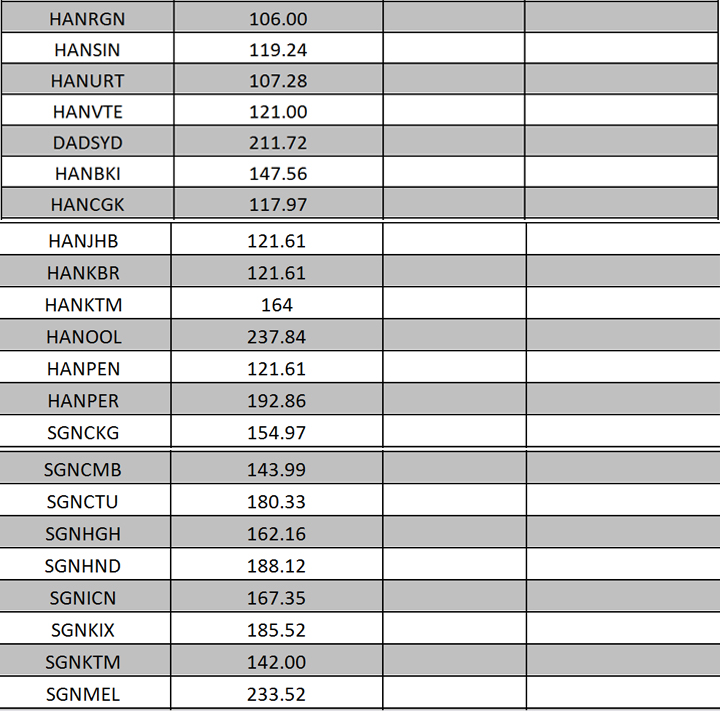 HANRGN 106.00
HANSIN 119.24
HANURT 107.28
HANVTE 121.00
DADSYD 211.72
HANBKI 147.56
HANCGK 117.97
HANJHB 121.61
HANKBR 121.61
HANKTM 164
HANOOL 237.84
HANPEN 121.61
HANPER 192.86
SGNCKG 154.97
SGNCMB 143.99
SGNCTU 180.33
SGNHGH 162.16
SGNHND 188.12
SGNICN 167.35
SGNKIX 185.52
SGNKTM 142.00
SGNMEL 233.52